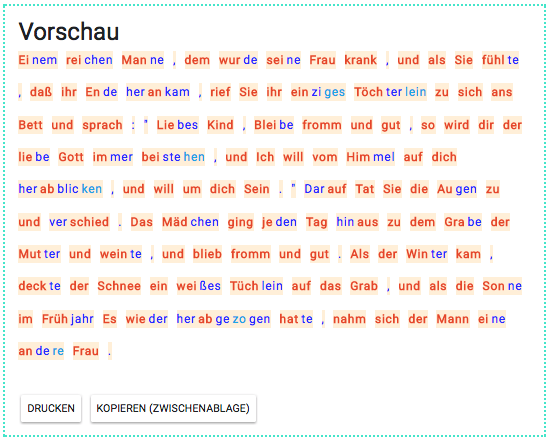 Vorschau
Ei nem rei chen Man ne , dem wur de sei ne Frau krank , und als Sie fühl te
, daß ihr En de her an kam , rief Sie ihr ein zi ges Töch ter lein zu sich ans
Bett und sprach : " Lie bes Kind , Blei be fromm und gut , so wird dir der
lie be Gott im mer bei ste hen , und Ich will vom Him mel auf dich
her ab blic ken , und will um dich Sein . " Dar auf Tat Sie die Au gen zu
und ver schied . Das Mäd chen ging je den Tag hin aus zu dem Gra be der
Mut ter und wein te , und blieb fromm und gut . Als der Win ter kam ,
deck te der Schnee ein wei ßes Tüch lein auf das Grab , und als die Son ne
im Früh jahr Es wie der her ab ge zo gen hat te , nahm sich der Mann ei ne
an de re Frau .
DRUCKEN KOPIEREN (ZWISCHENABLAGE)